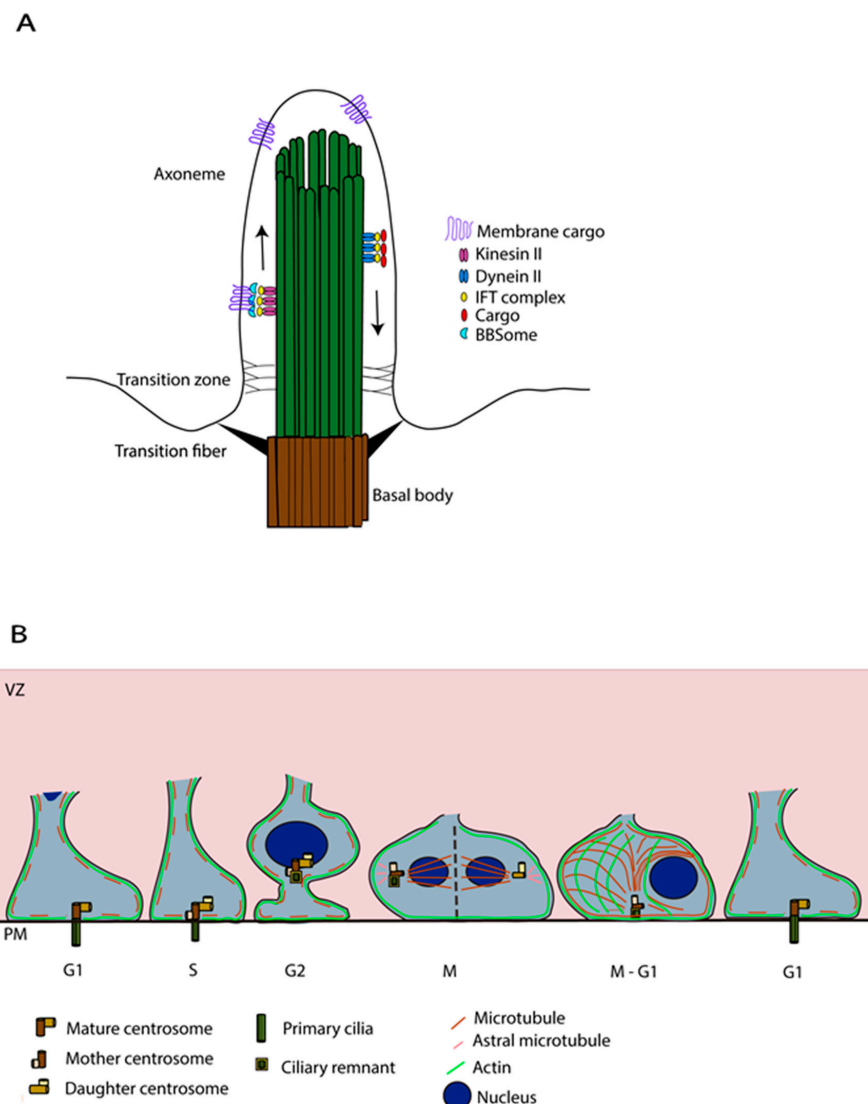 A
Axoneme
Membrane cargo
Kinesin II
Dynein II
IFT complex
Cargo
BBSome
Transition zone
Transition fiber
Basal body
B
VZ
PM
G1 S G2 M M - G1 G1
Mature centrosome
Mother centrosome
Daughter centrosome
Primary cilia
Ciliary remnant
Microtubule
Astral microtubule
Actin
Nucleus